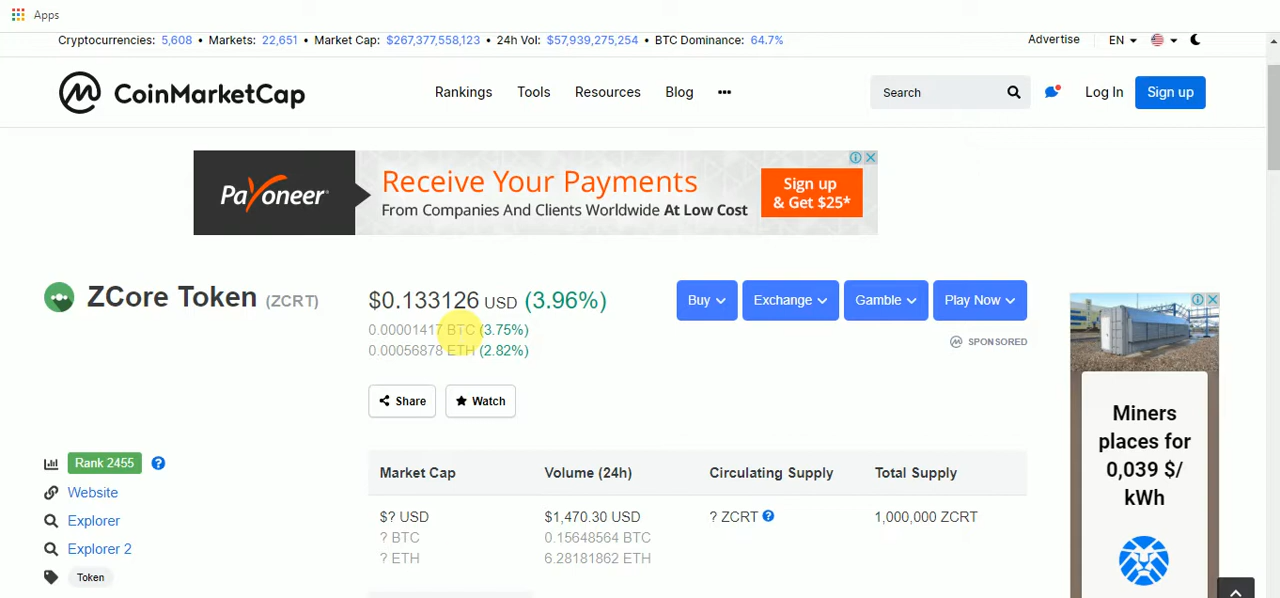 Apps
Cryptocurrencies: 5,608 • Markets: 22,651 • Market Cap: $267,377,558,123 • 24h Vol: $57,939,275,254 • BTC Dominance: 64.7%
Advertise EN
CoinMarketCap
Rankings Tools Resources Blog •••
Search
Log In Sign up
Payoneer
Receive Your Payments
From Companies And Clients Worldwide At Low Cost
Sign up
& Get $25*
ZCore Token (ZCRT)
$0.133126 USD (3.96%)
0.00001417 BTC (3.75%)
0.00056878 ETH (2.82%)
Buy Exchange Gamble Play Now
SPONSORED
Share Watch
Rank 2455
Website
Explorer
Explorer 2
Token
Market Cap Volume (24h) Circulating Supply Total Supply
$? USD $1,470.30 USD ? ZCRT 1,000,000 ZCRT
? BTC 0.15648564 BTC
? ETH 6.28181862 ETH
Miners
places for
0,039 $/
kWh